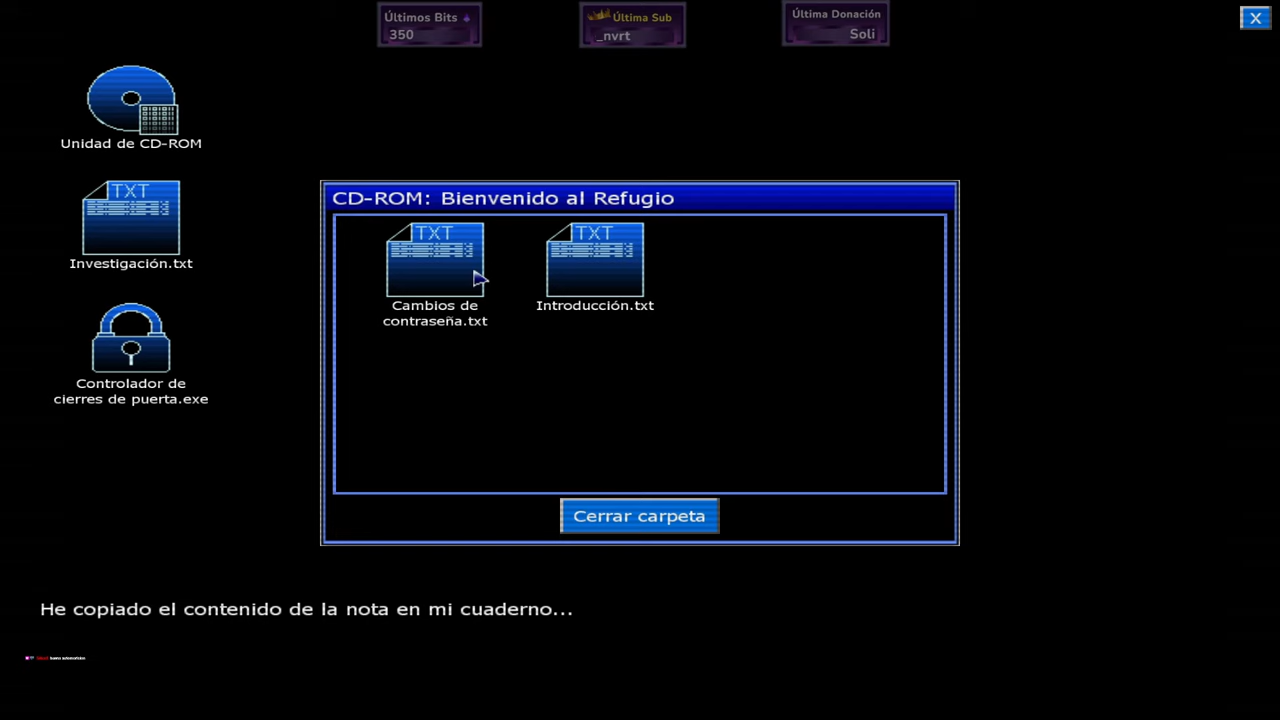 Últimos Bits
350
Última Sub
_nvrt
Última Donación
Soli
X
Unidad de CD-ROM
TXT
Investigación.txt
Controlador de
cierres de puerta.exe
CD-ROM: Bienvenido al Refugio
TXT
Cambios de
contraseña.txt
TXT
Introducción.txt
Cerrar carpeta
He copiado el contenido de la nota en mi cuaderno...